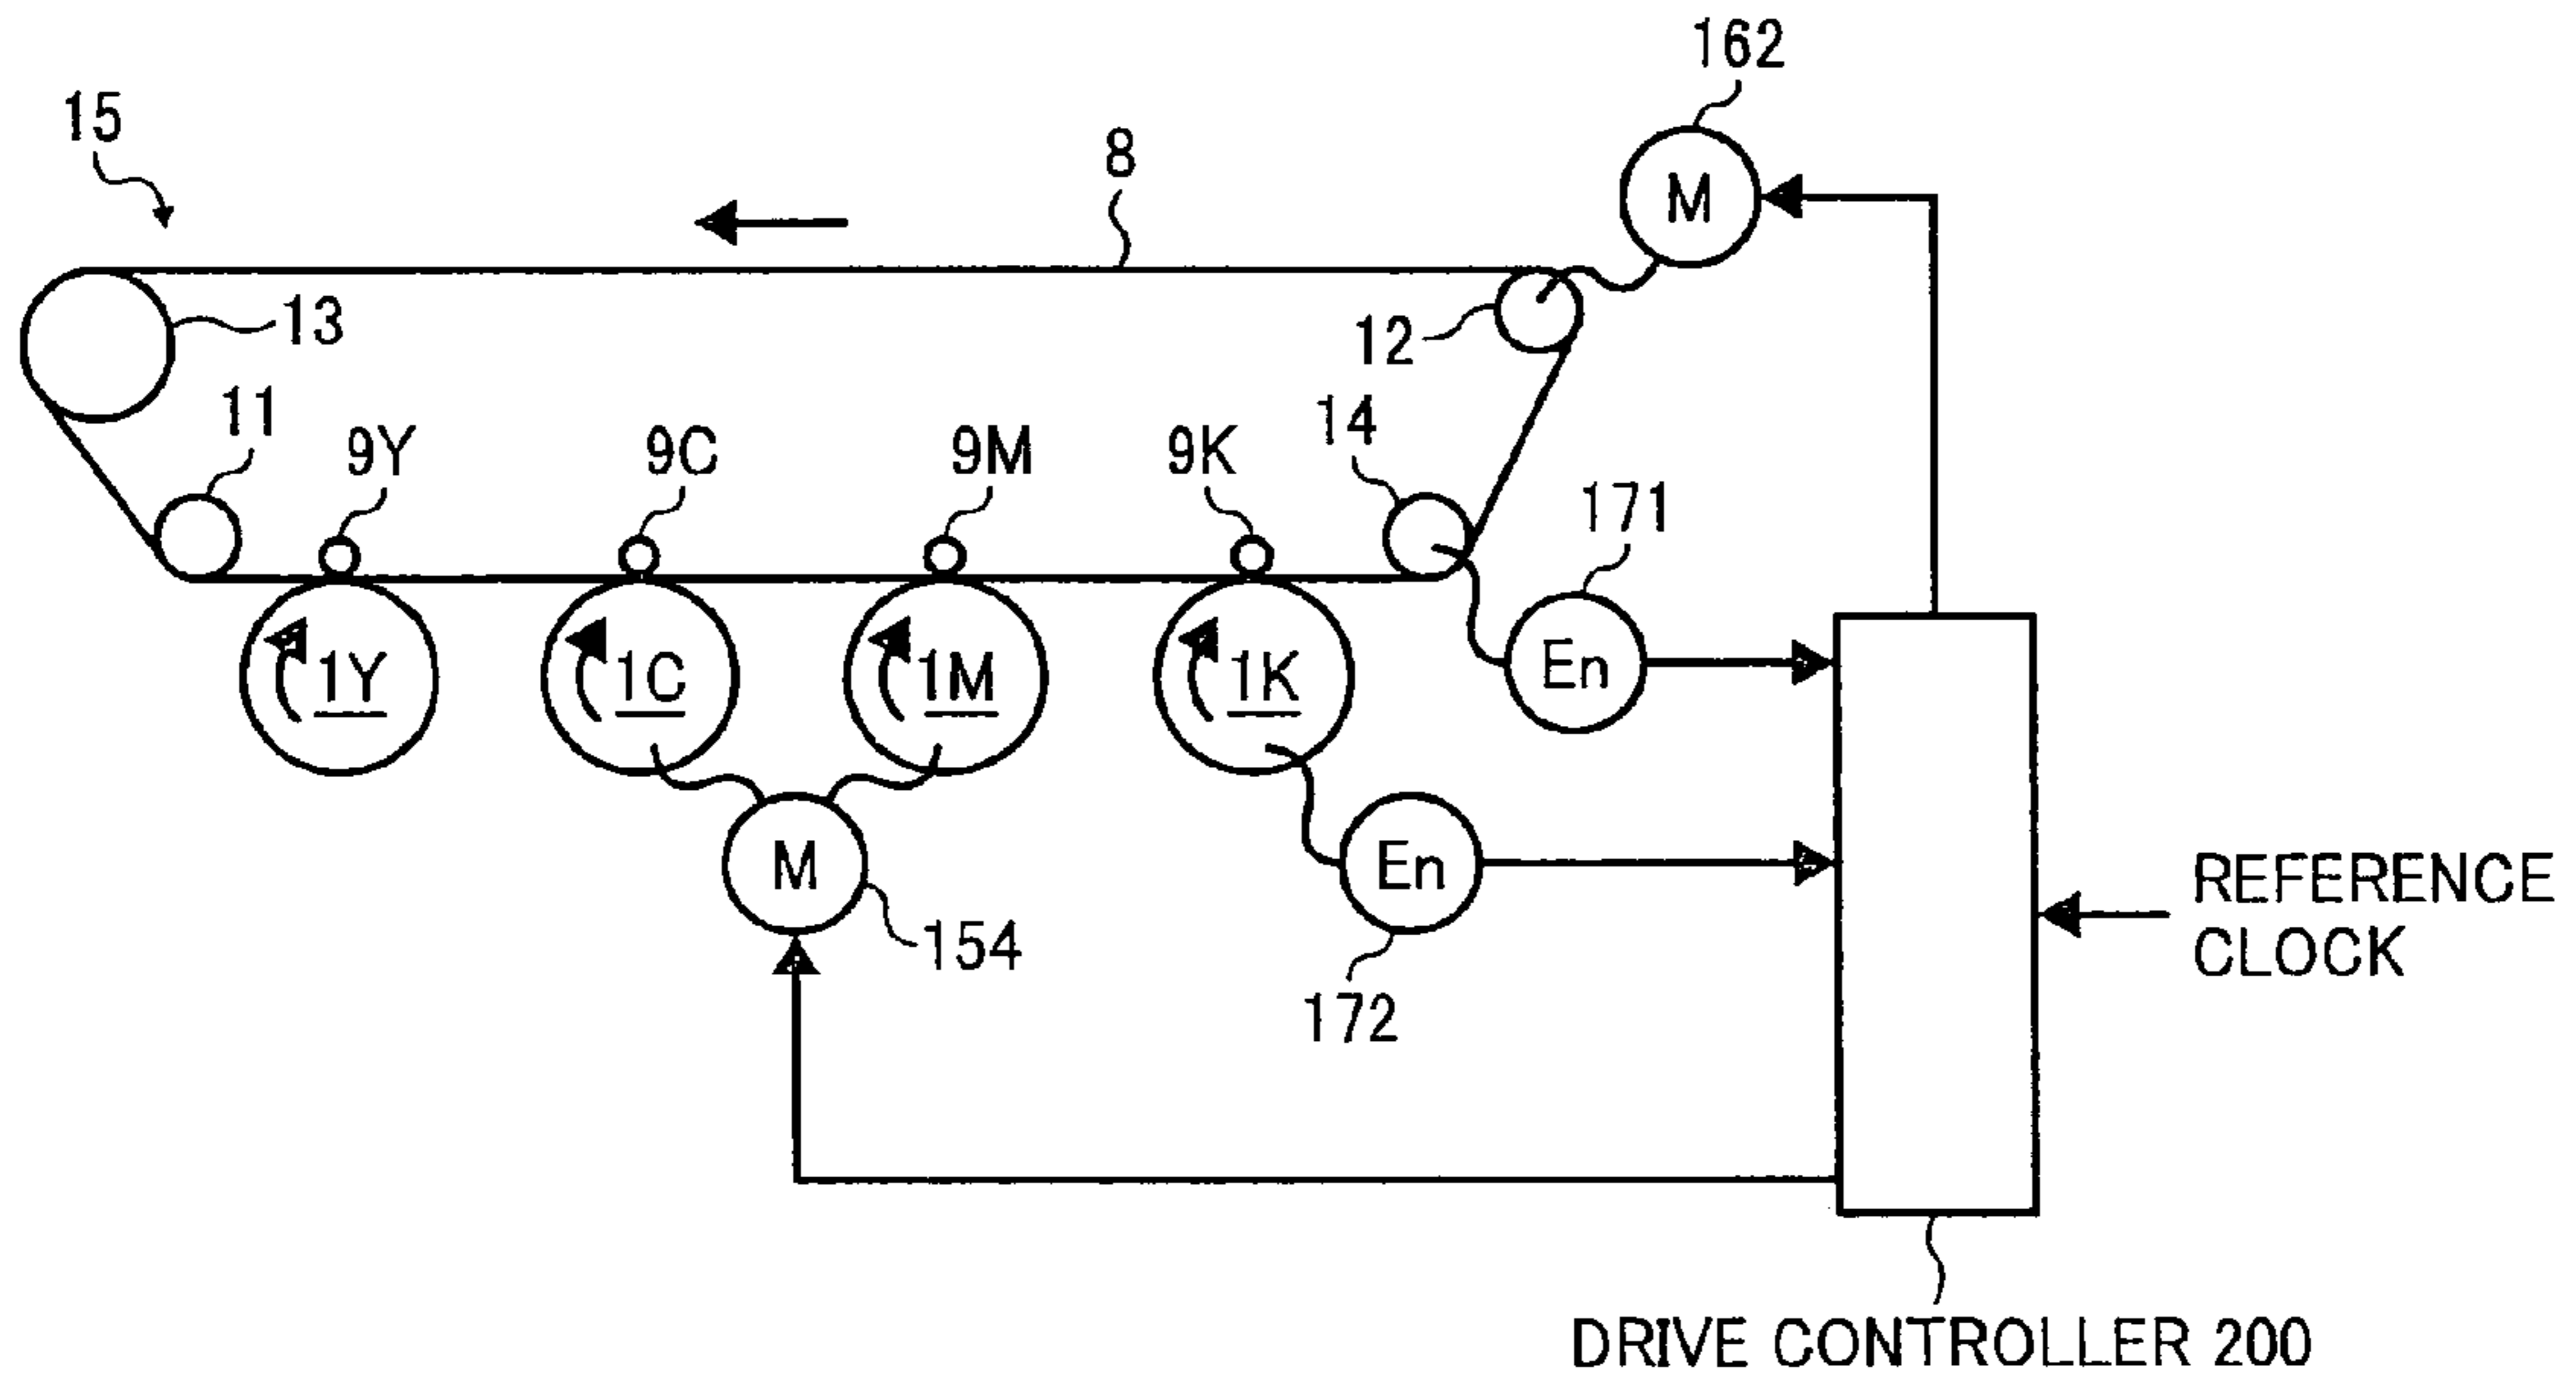 162
15
8
M
13
12
11
14
9Y
9C
9M
9K
171
1Y
1C
1M
1K
En
M
En
154
172
REFERENCE
CLOCK
DRIVE CONTROLLER 200